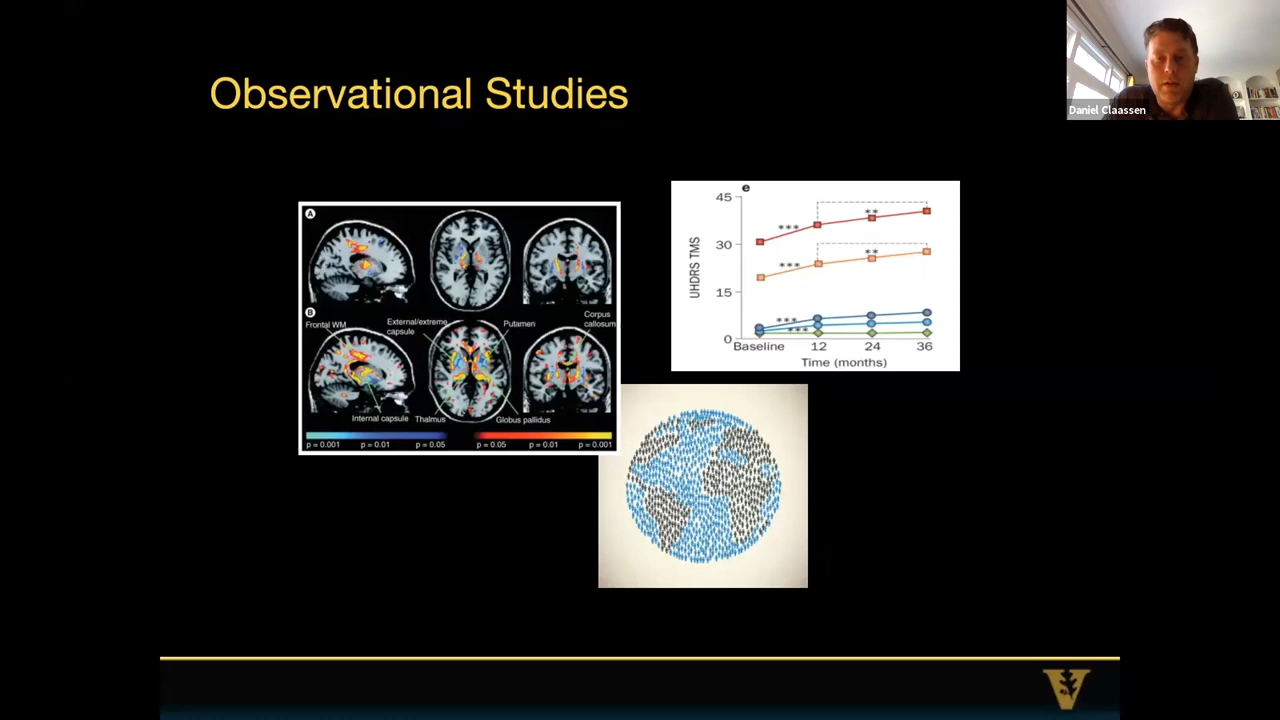 Observational Studies
Daniel Claassen
A
B
Frontal WM
External/extreme
capsule
Putamen
Corpus
callosum
Internal capsule
Thalmus
Globus pallidus
p = 0.001
p = 0.01
p = 0.05
p = 0.05
p = 0.01
p = 0.001
e
45
30
15
0
UHDRS TMS
***
**
***
**
***
***
Baseline
12
24
36
Time (months)
V